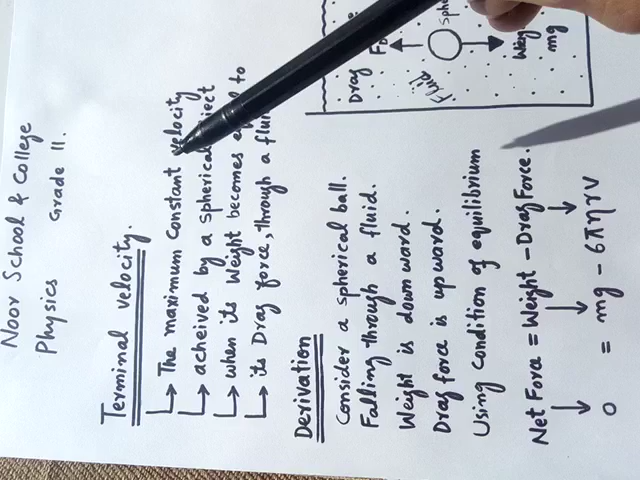 Noor School & College
Physics Grade 11.
Terminal velocity.
The maximum Constant velocity
acheived by a spherical
when its Weight becomes to
its Drag force, through a
Derivation
Consider a spherical ball.
Falling through a fluid.
Weight is downward.
Drag force is upward.
Using Condition of equilibrium
Net Force = Weight - Drag Force.
0 = mg - 6πηrv
Drag
Fluid
mg